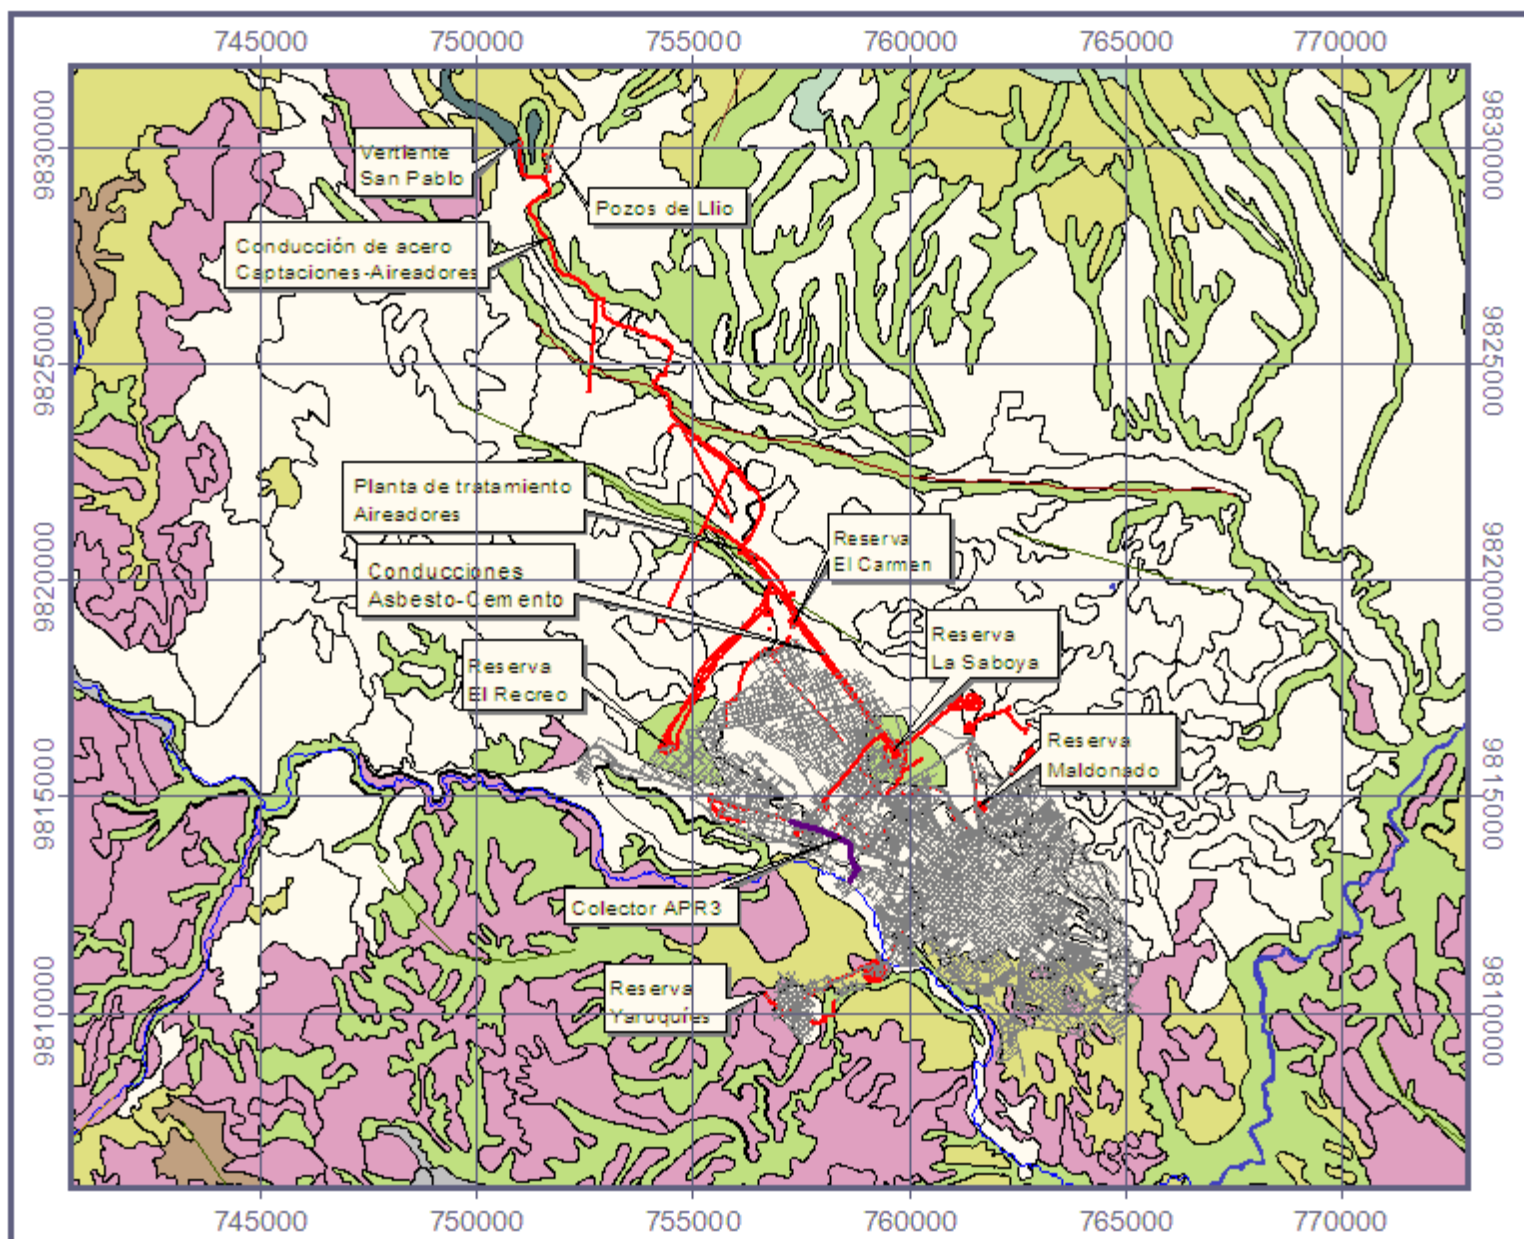 745000 750000 755000 760000 765000 770000
9830000
9825000
9820000
9815000
9810000
9830000
9825000
9820000
9815000
9810000
Vertiente
San Pablo
Pozos de Llio
Conducción de acero
Captaciones-Aireadores
Planta de tratamiento
Aireadores
Reserva
El Carmen
Conducciones
Asbesto-Cemento
Reserva
La Saboya
Reserva
El Recreo
Reserva
Maldonado
Colector APR3
Reserva
Yaruquíes
745000 750000 755000 760000 765000 770000